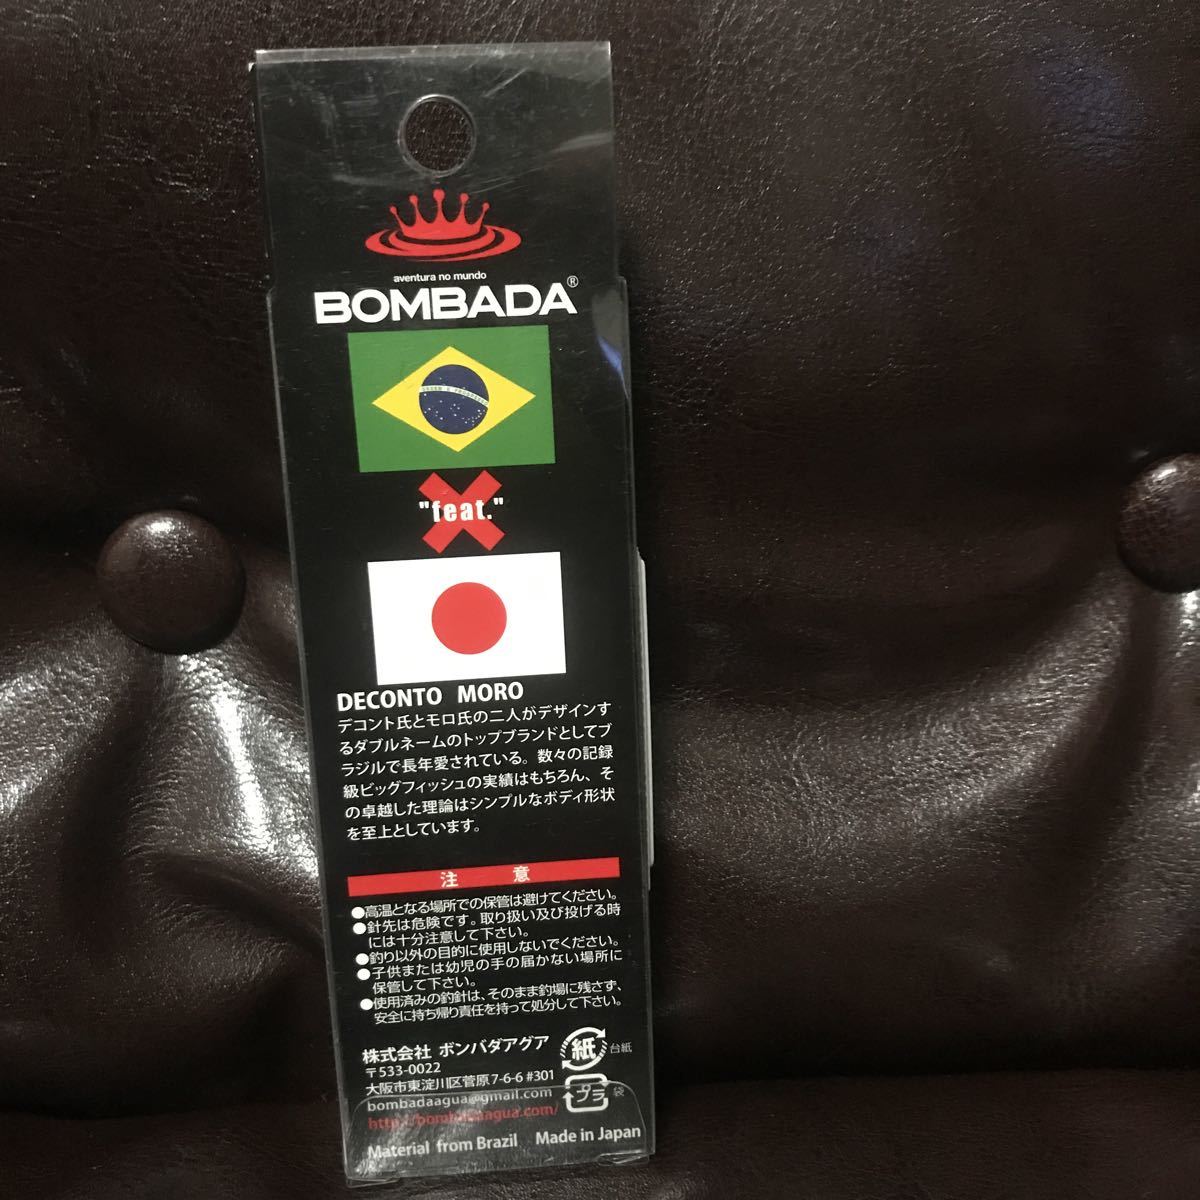 aventura no mundo
BOMBADA®
"feat."
DECONTO MORO
デコント氏とモロ氏の二人がデザインす
るダブルネームのトップブランドとしてブ
ラジルで長年愛されている。数々の記録
級ビッグフィッシュの実績はもちろん、そ
の卓越した理論はシンプルなボディ形状
を至上としています。
注 意
●高温となる場所での保管は避けてください。
●針先は危険です。取り扱い及び投げる時
には十分注意して下さい。
●釣り以外の目的に使用しないでください。
●子供または幼児の手の届かない場所に
保管して下さい。
●使用済みの釣針は、そのまま釣場に残さず、
安全に持ち帰り責任を持って処分して下さい。
株式会社 ボンバダアグア
〒533-0022
大阪市東淀川区菅原7-6-6 #301
bombadaagua@gmail.com
http://bombadaagua.com/
紙 台紙
プラ 袋
Material from Brazil Made in Japan